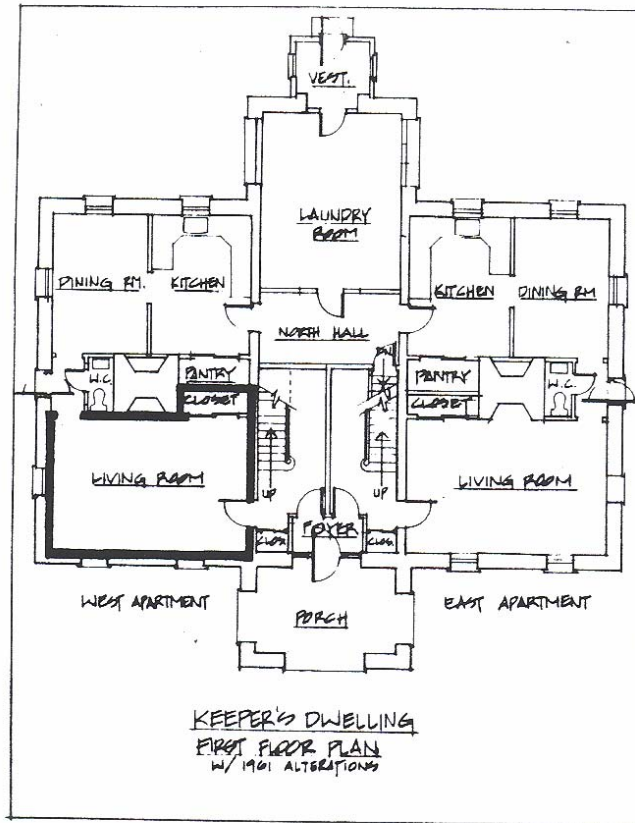 VEST.
LAUNDRY
ROOM
DINING RM.
KITCHEN
KITCHEN
DINING RM
NORTH HALL
DN
W.C.
PANTRY
CLOSET
PANTRY
CLOSET
W.C.
LIVING ROOM
UP
UP
LIVING ROOM
CLOS.
FOYER
CLOS.
WEST APARTMENT
PORCH
EAST APARTMENT
KEEPER'S DWELLING
FIRST FLOOR PLAN
W/ 1961 ALTERATIONS